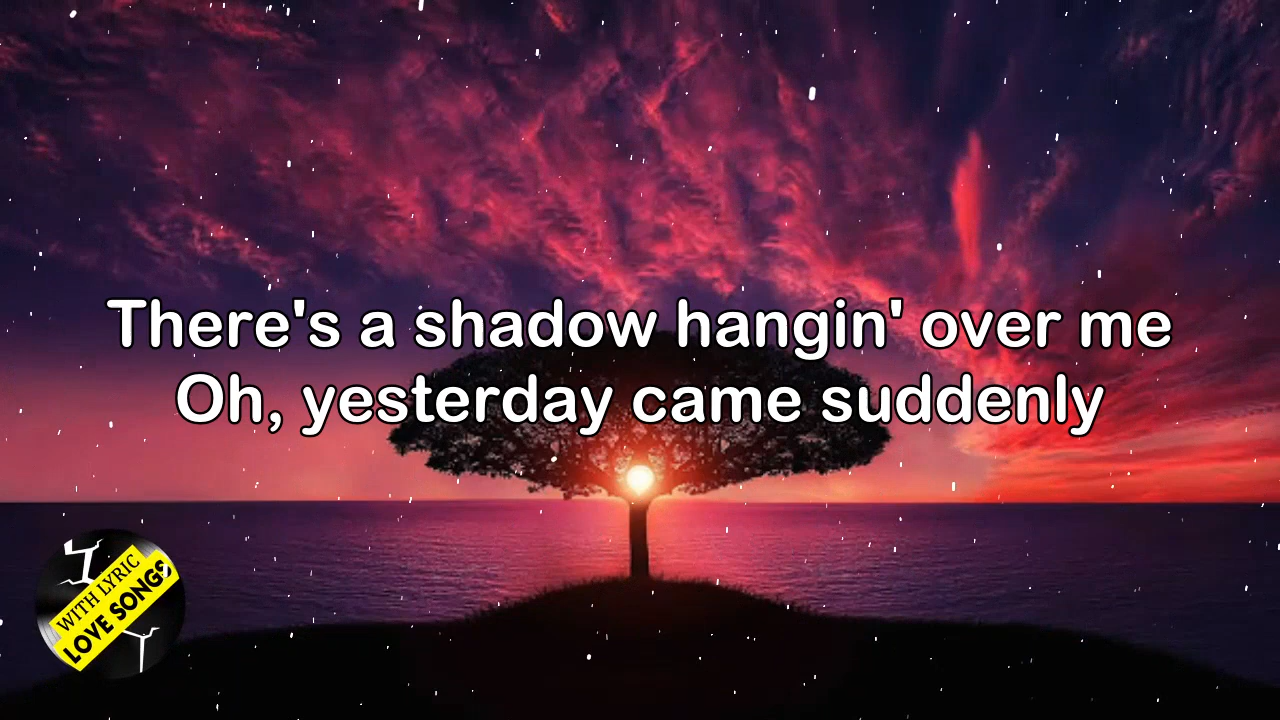 There's a shadow hangin' over me
Oh, yesterday came suddenly
WITH LYRIC
LOVE SONGS